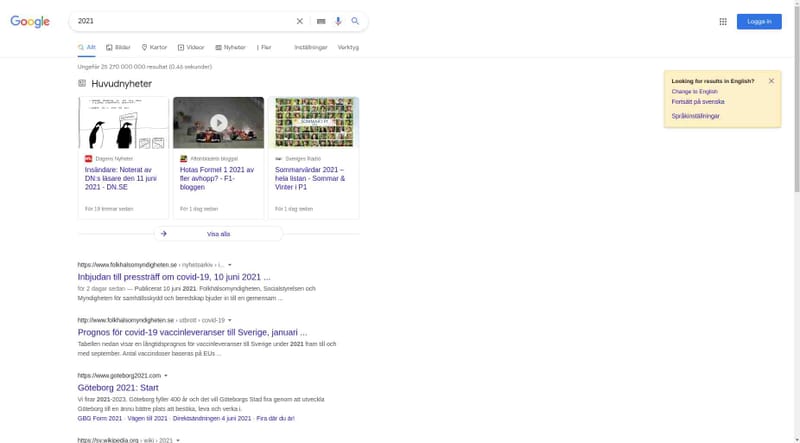 Google
2021
Logga in
Allt
Bilder
Kartor
Videor
Nyheter
Fler
Inställningar
Verktyg
Ungefär 25 270 000 000 resultat (0,44 sekunder)
Looking for results in English?
Change to English
Fortsätt på svenska
Språkinställningar
Huvudnyheter
SOMMAR I P1
DN. Dagens Nyheter
Insändare: Noterat av
DN:s läsare den 11 juni
2021 - DN.SE
För 19 timmar sedan
Aftonbladets bloggar
Hotas Formel 1 2021 av
fler avhopp? - F1-
bloggen
För 1 dag sedan
Sveriges Radio
Sommarvärdar 2021 –
hela listan - Sommar &
Vinter i P1
För 1 dag sedan
Visa alla
https://www.folkhalsomyndigheten.se › nyhetsarkiv › i...
Inbjudan till pressträff om covid-19, 10 juni 2021 ...
för 2 dagar sedan — Publicerat 10 juni 2021. Folkhälsomyndigheten, Socialstyrelsen och
Myndigheten för samhällsskydd och beredskap bjuder in till en gemensam ...
http://www.folkhalsomyndigheten.se › utbrott › covid-19
Prognos för covid-19 vaccinleveranser till Sverige, januari ...
Tabellen nedan visar en långtidsprognos för vaccinleveranser till Sverige under 2021 fram till och
med september. Antal vaccindoser baseras på EUs ...
https://www.goteborg2021.com
Göteborg 2021: Start
Vi firar 2021-2023. Göteborg fyller 400 år och det vill Göteborgs Stad fira genom att utveckla
Göteborg till en ännu bättre plats att besöka, leva och verka i.
GBG Form 2021 · Vägen till 2021 · Direktsändningen 4 juni 2021 · Fira där du är!
https://sv.wikipedia.org › wiki › 2021